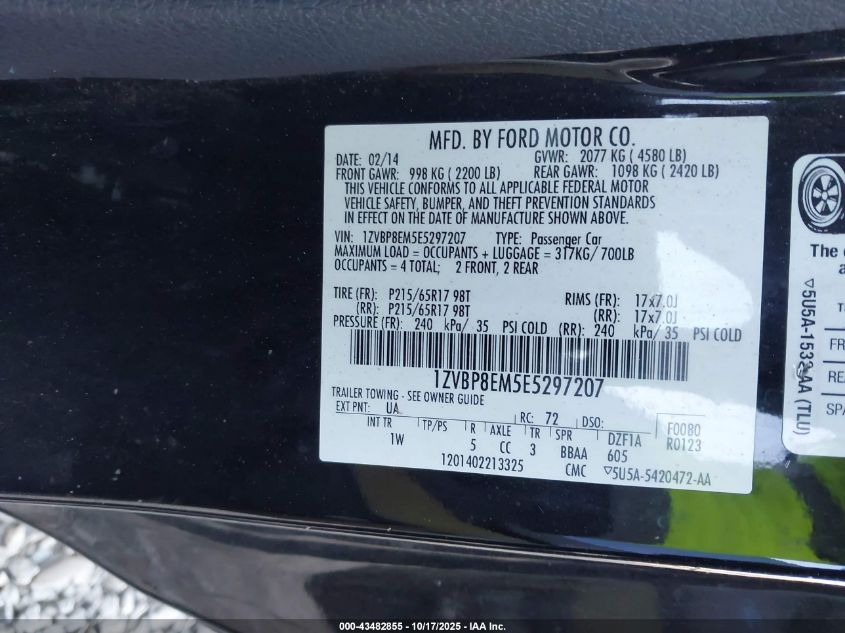 MFD. BY FORD MOTOR CO.
DATE: 02/14 GVWR: 2077 KG ( 4580 LB)
FRONT GAWR: 998 KG ( 2200 LB) REAR GAWR: 1098 KG ( 2420 LB)
THIS VEHICLE CONFORMS TO ALL APPLICABLE FEDERAL MOTOR
VEHICLE SAFETY, BUMPER, AND THEFT PREVENTION STANDARDS
IN EFFECT ON THE DATE OF MANUFACTURE SHOWN ABOVE.
VIN: 1ZVBP8EM5E5297207 TYPE: Passenger Car
MAXIMUM LOAD = OCCUPANTS + LUGGAGE = 317KG/ 700LB
OCCUPANTS = 4 TOTAL; 2 FRONT, 2 REAR
TIRE (FR): P215/65R17 98T RIMS (FR): 17x7.0J
(RR): P215/65R17 98T (RR): 17x7.0J
PRESSURE (FR): 240 kPa/ 35 PSI COLD (RR): 240 kPa/ 35 PSI COLD
1ZVBP8EM5E5297207
TRAILER TOWING - SEE OWNER GUIDE
EXT PNT: UA RC: 72 DSO: F0080
INT TR TP/PS R AXLE TR SPR DZF1A R0123
1W 5 CC 3 BBAA 605
1201402213325 CMC ▽5U5A-5420472-AA
The
▽5U5A-1532 AA (TLU)
FR
RE
SPA
000-43482855 - 10/17/2025 - IAA Inc.